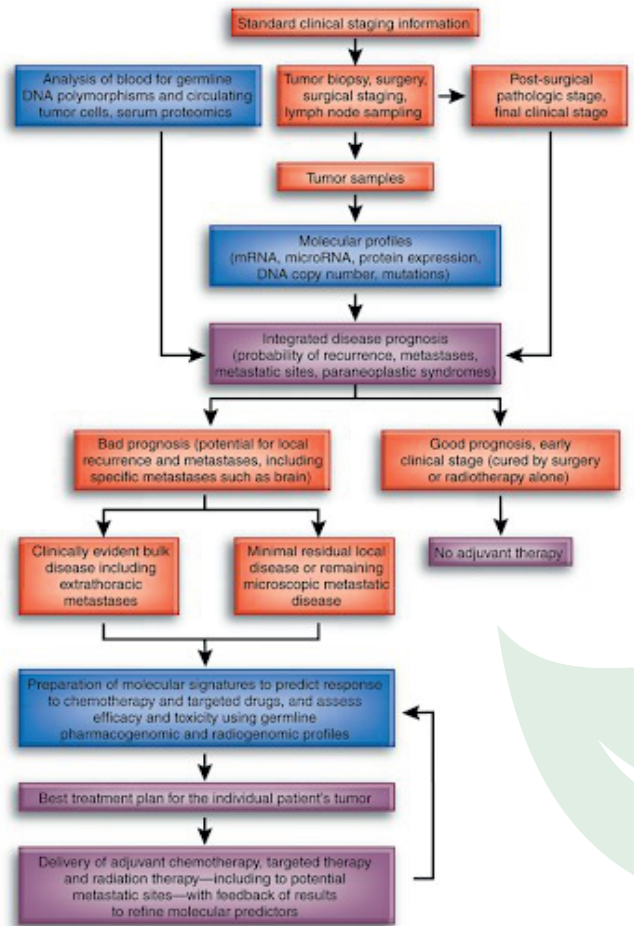 Standard clinical staging information
Analysis of blood for germline
DNA polymorphisms and circulating
tumor cells, serum proteomics
Tumor biopsy, surgery,
surgical staging,
lymph node sampling
Post-surgical
pathologic stage,
final clinical stage
Tumor samples
Molecular profiles
(mRNA, microRNA, protein expression,
DNA copy number, mutations)
Integrated disease prognosis
(probability of recurrence, metastases,
metastatic sites, paraneoplastic syndromes)
Bad prognosis (potential for local
recurrence and metastases, including
specific metastases such as brain)
Good prognosis, early
clinical stage (cured by surgery
or radiotherapy alone)
Clinically evident bulk
disease including
extrathoracic
metastases
Minimal residual local
disease or remaining
microscopic metastatic
disease
No adjuvant therapy
Preparation of molecular signatures to predict response
to chemotherapy and targeted drugs, and assess
efficacy and toxicity using germline
pharmacogenomic and radiogenomic profiles
Best treatment plan for the individual patient's tumor
Delivery of adjuvant chemotherapy, targeted therapy
and radiation therapy—including to potential
metastatic sites—with feedback of results
to refine molecular predictors